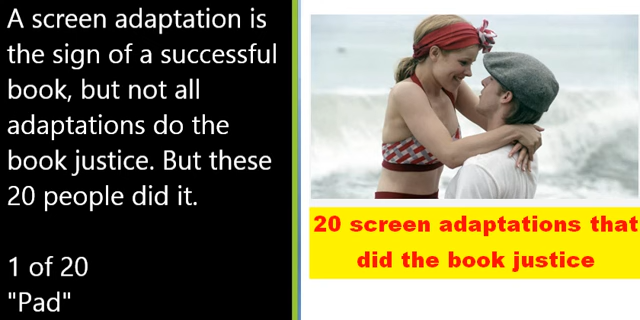 A screen adaptation is
the sign of a successful
book, but not all
adaptations do the
book justice. But these
20 people did it.
1 of 20
"Pad"
20 screen adaptations that
did the book justice